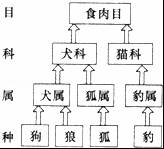 目 食肉目
科 犬科 猫科
属 犬属 狐属 豹属
种 狗 狼 狐 豹